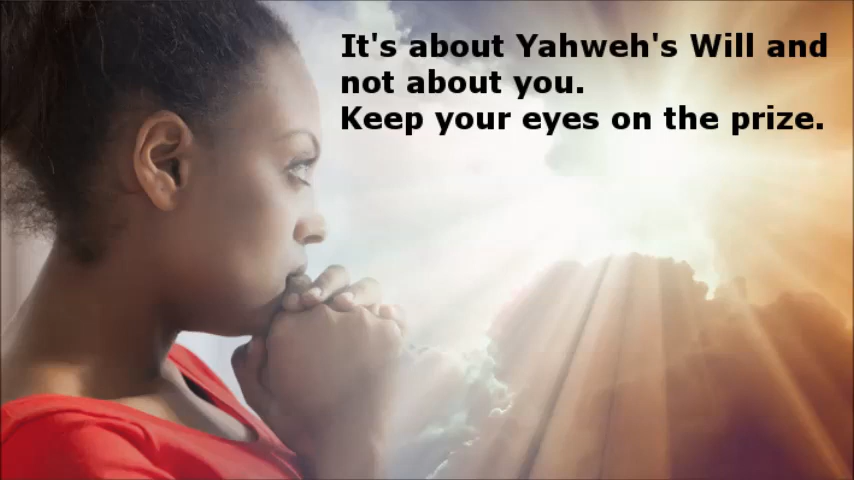 It's about Yahweh's Will and
not about you.
Keep your eyes on the prize.